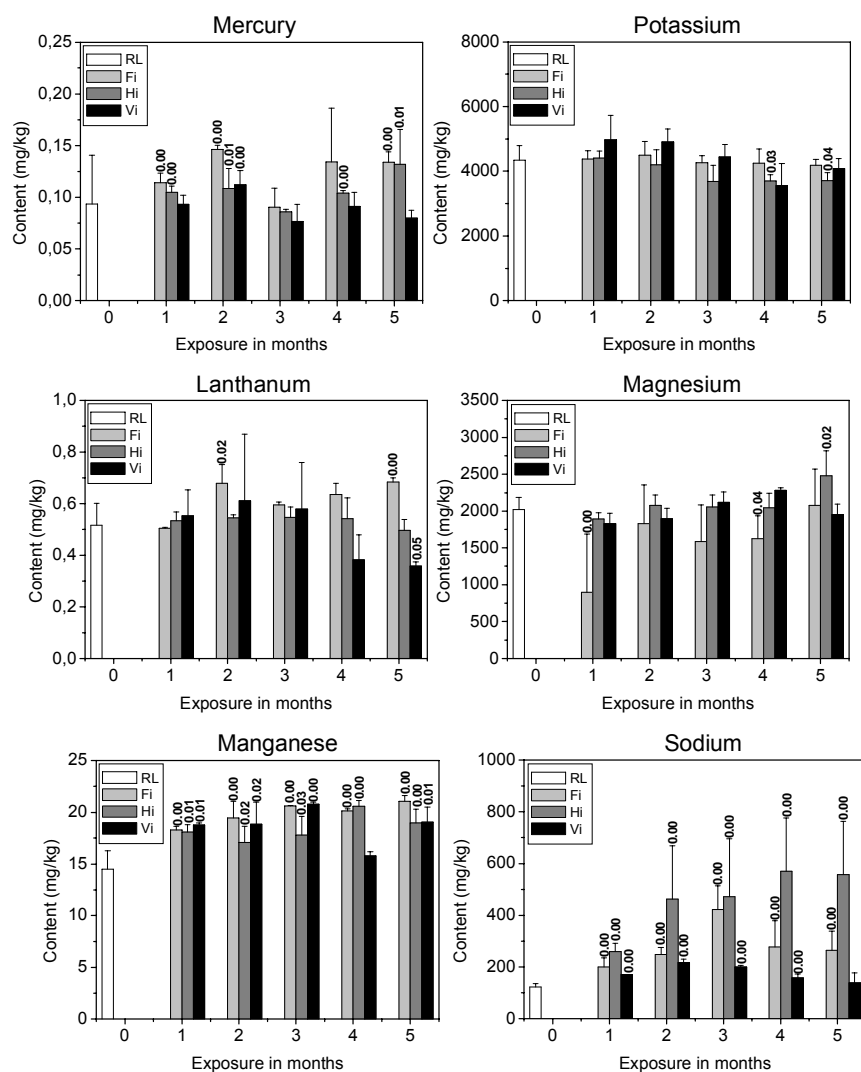 Mercury
0,25
0,20
0,15
0,10
0,05
0,00
Content (mg/kg)
RL
Fi
Hi
Vi
0.00
0.00
0.00
0.01
0.00
0.00
0.00
0.01
0 1 2 3 4 5
Exposure in months
Potassium
8000
6000
4000
2000
0
Content (mg/kg)
RL
Fi
Hi
Vi
0.03
0.04
0 1 2 3 4 5
Exposure in months
Lanthanum
1,0
0,8
0,6
0,4
0,2
0,0
Content (mg/kg)
RL
Fi
Hi
Vi
0.02
0.00
0.05
0 1 2 3 4 5
Exposure in months
Magnesium
3500
3000
2500
2000
1500
1000
500
0
Content (mg/kg)
RL
Fi
Hi
Vi
0.00
0.04
0.02
0 1 2 3 4 5
Exposure in months
Manganese
25
20
15
10
5
0
Content (mg/kg)
RL
Fi
Hi
Vi
0.00
0.01
0.01
0.00
0.02
0.02
0.00
0.03
0.00
0.00
0.00
0.00
0.00
0.01
0 1 2 3 4 5
Exposure in months
Sodium
1000
800
600
400
200
0
Content (mg/kg)
RL
Fi
Hi
Vi
0.00
0.00
0.00
0.00
0.00
0.00
0.00
0.00
0.00
0.00
0.00
0.00
0.00
0.00
0 1 2 3 4 5
Exposure in months